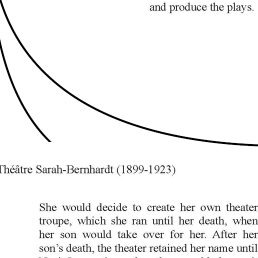 and produce the plays.
Théâtre Sarah-Bernhardt (1899-1923)
She would decide to create her own theater
troupe, which she ran until her death, when
her son would take over for her. After her
son's death, the theater retained her name until